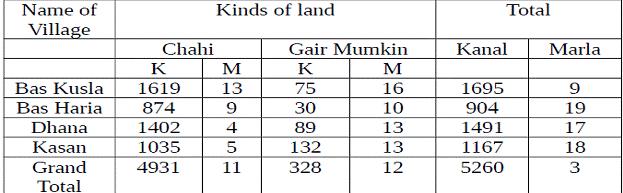 Name of Village Kinds of land Total
Chahi Gair Mumkin Kanal Marla
K M K M
Bas Kusla 1619 13 75 16 1695 9
Bas Haria 874 9 30 10 904 19
Dhana 1402 4 89 13 1491 17
Kasan 1035 5 132 13 1167 18
Grand Total 4931 11 328 12 5260 3